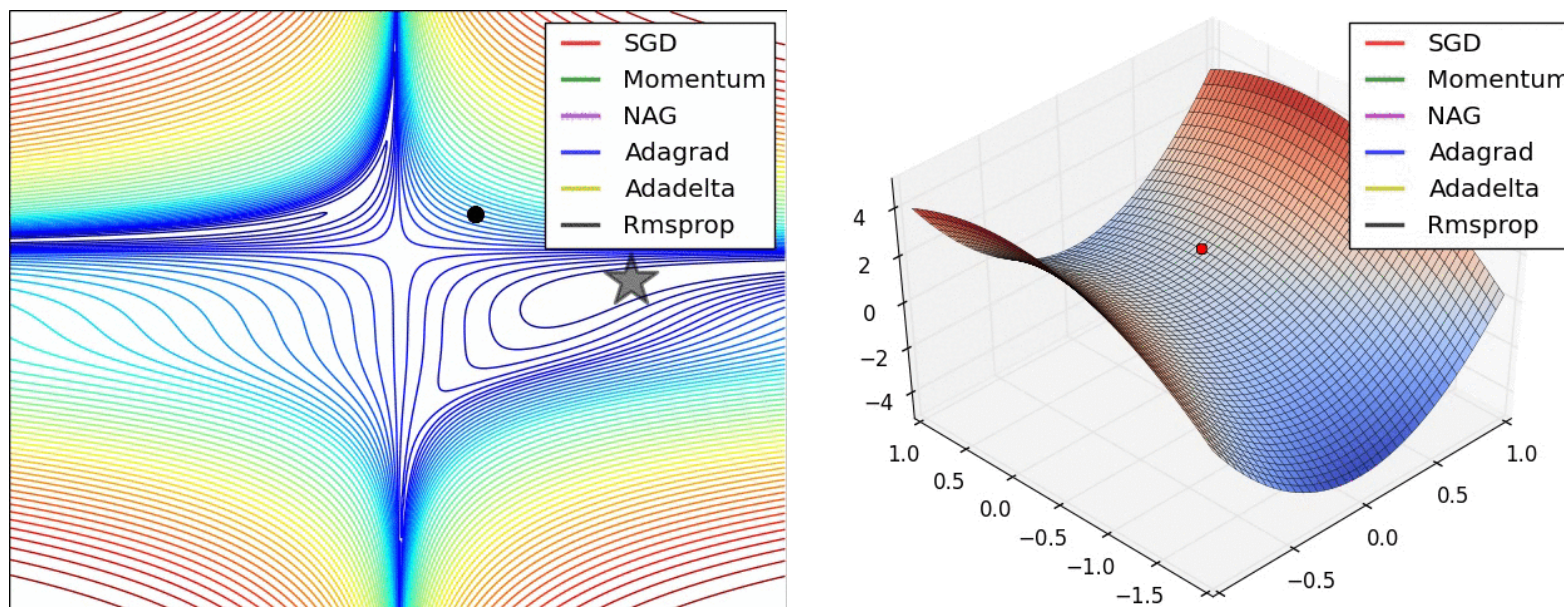 SGD
Momentum
NAG
Adagrad
Adadelta
Rmsprop
SGD
Momentum
NAG
Adagrad
Adadelta
Rmsprop
4
2
0
−2
−4
1.0
0.5
0.0
−0.5
−1.0
−1.5
−0.5
0.0
0.5
1.0